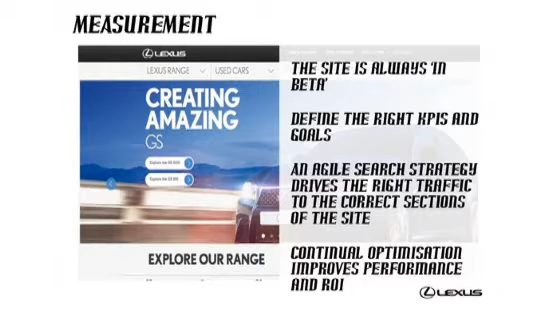 MEASUREMENT
LEXUS
LEXUS RANGE
USED CARS
CREATING
AMAZING
GS
EXPLORE OUR RANGE
THE SITE IS ALWAYS 'IN
BETA'
DEFINE THE RIGHT KPIS AND
GOALS
AN AGILE SEARCH STRATEGY
DRIVES THE RIGHT TRAFFIC
TO THE CORRECT SECTIONS
OF THE SITE
CONTINUAL OPTIMISATION
IMPROVES PERFORMANCE
AND ROI
LEXUS